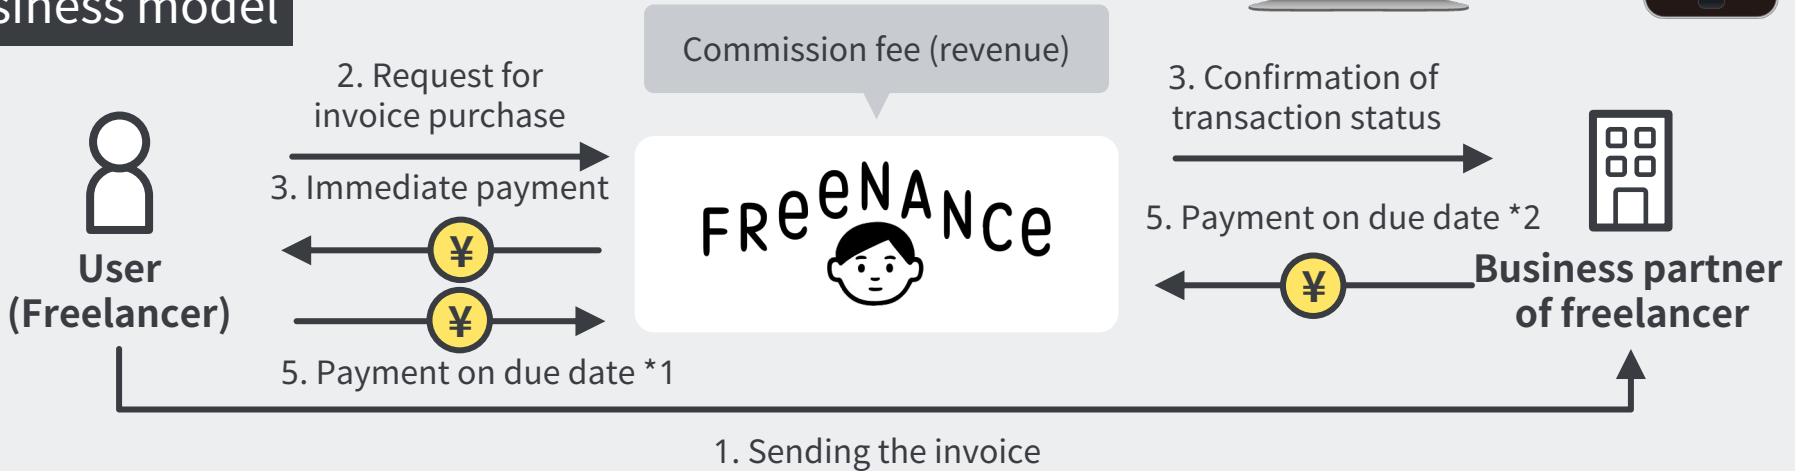 siness model
Commission fee (revenue)
2. Request for
invoice purchase
3. Confirmation of
transaction status
3. Immediate payment
FReeNANce
5. Payment on due date *2
¥
¥
¥
User
(Freelancer)
Business partner
of freelancer
5. Payment on due date *1
1. Sending the invoice